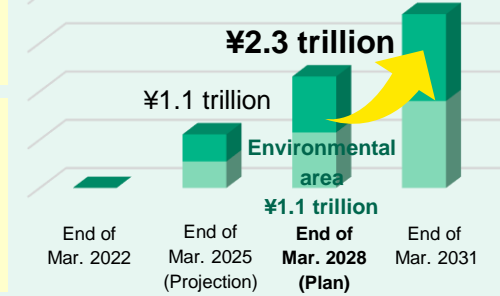 ¥2.3 trillion
¥1.1 trillion
Environmental
area
¥1.1 trillion
End of
Mar. 2022
End of
Mar. 2025
(Projection)
End of
Mar. 2028
(Plan)
End of
Mar. 2031